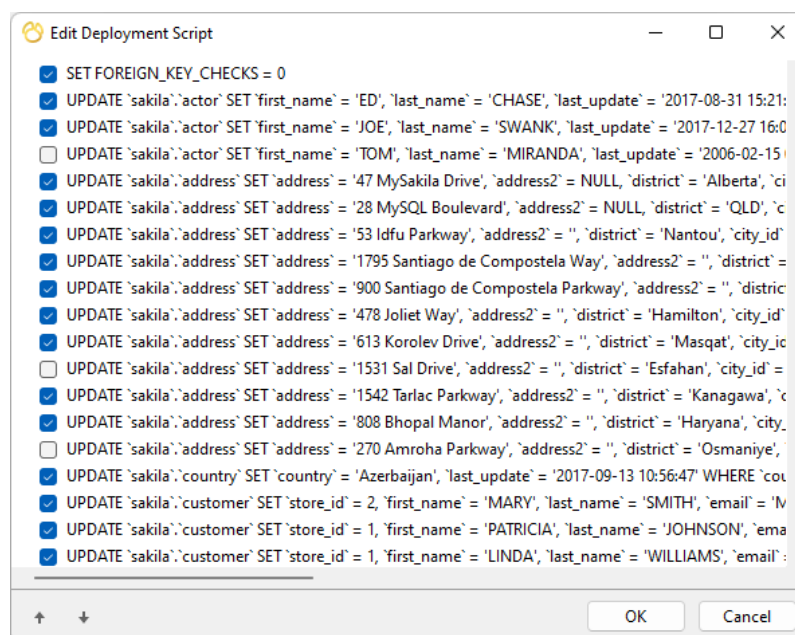 Edit Deployment Script
SET FOREIGN_KEY_CHECKS = 0
UPDATE `sakila`.`actor` SET `first_name` = 'ED', `last_name` = 'CHASE', `last_update` = '2017-08-31 15:21:
UPDATE `sakila`.`actor` SET `first_name` = 'JOE', `last_name` = 'SWANK', `last_update` = '2017-12-27 16:0
UPDATE `sakila`.`actor` SET `first_name` = 'TOM', `last_name` = 'MIRANDA', `last_update` = '2006-02-15
UPDATE `sakila`.`address` SET `address` = '47 MySakila Drive', `address2` = NULL, `district` = 'Alberta', `ci
UPDATE `sakila`.`address` SET `address` = '28 MySQL Boulevard', `address2` = NULL, `district` = 'QLD', `c
UPDATE `sakila`.`address` SET `address` = '53 Idfu Parkway', `address2` = '', `district` = 'Nantou', `city_id`
UPDATE `sakila`.`address` SET `address` = '1795 Santiago de Compostela Way', `address2` = '', `district` =
UPDATE `sakila`.`address` SET `address` = '900 Santiago de Compostela Parkway', `address2` = '', `distric
UPDATE `sakila`.`address` SET `address` = '478 Joliet Way', `address2` = '', `district` = 'Hamilton', `city_id`
UPDATE `sakila`.`address` SET `address` = '613 Korolev Drive', `address2` = '', `district` = 'Masqat', `city_id
UPDATE `sakila`.`address` SET `address` = '1531 Sal Drive', `address2` = '', `district` = 'Esfahan', `city_id` =
UPDATE `sakila`.`address` SET `address` = '1542 Tarlac Parkway', `address2` = '', `district` = 'Kanagawa', `c
UPDATE `sakila`.`address` SET `address` = '808 Bhopal Manor', `address2` = '', `district` = 'Haryana', `city_
UPDATE `sakila`.`address` SET `address` = '270 Amroha Parkway', `address2` = '', `district` = 'Osmaniye', `
UPDATE `sakila`.`country` SET `country` = 'Azerbaijan', `last_update` = '2017-09-13 10:56:47' WHERE `cou
UPDATE `sakila`.`customer` SET `store_id` = 2, `first_name` = 'MARY', `last_name` = 'SMITH', `email` = 'M
UPDATE `sakila`.`customer` SET `store_id` = 1, `first_name` = 'PATRICIA', `last_name` = 'JOHNSON', `ema
UPDATE `sakila`.`customer` SET `store_id` = 1, `first_name` = 'LINDA', `last_name` = 'WILLIAMS', `email` =
OK Cancel